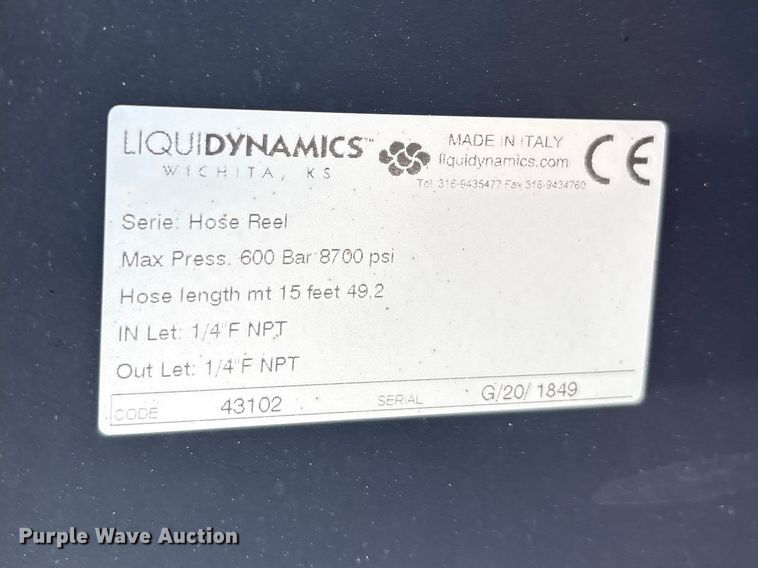 LIQUIDYNAMICS™
WICHITA, KS
MADE IN ITALY
liquidynamics.com
Tel. 316-9435477 Fax 316-9434760
CE
Serie: Hose Reel
Max Press. 600 Bar 8700 psi
Hose length mt 15 feet 49,2
IN Let: 1/4"F NPT
Out Let: 1/4"F NPT
CODE 43102 SERIAL G/20/ 1849
Purple Wave Auction